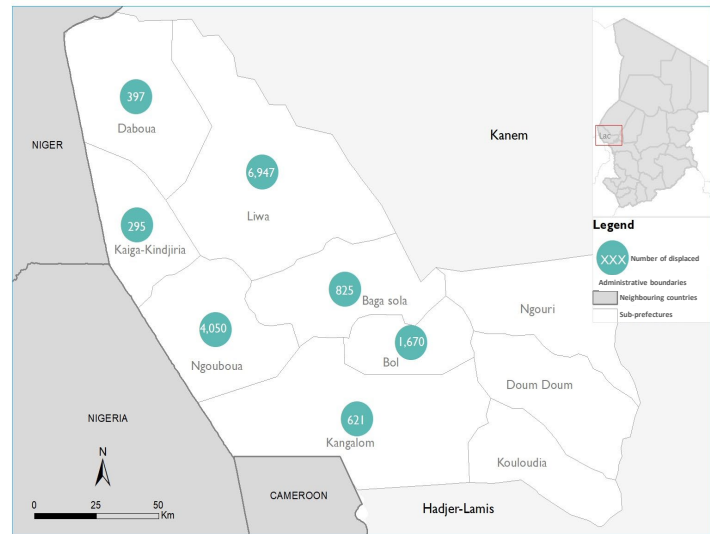 397
Daboua
Kanem
NIGER
6,947
Liwa
Lac
295
Kaiga-Kindjiria
Legend
XXX Number of displaced
Administrative boundaries
Neighbouring countries
Sub-prefectures
825
Baga sola
Ngouri
4,050
Ngouboua
1,670
Bol
Doum Doum
NIGERIA
621
Kangalom
Kouloudia
N
CAMEROON
Hadjer-Lamis
0 25 50
Km